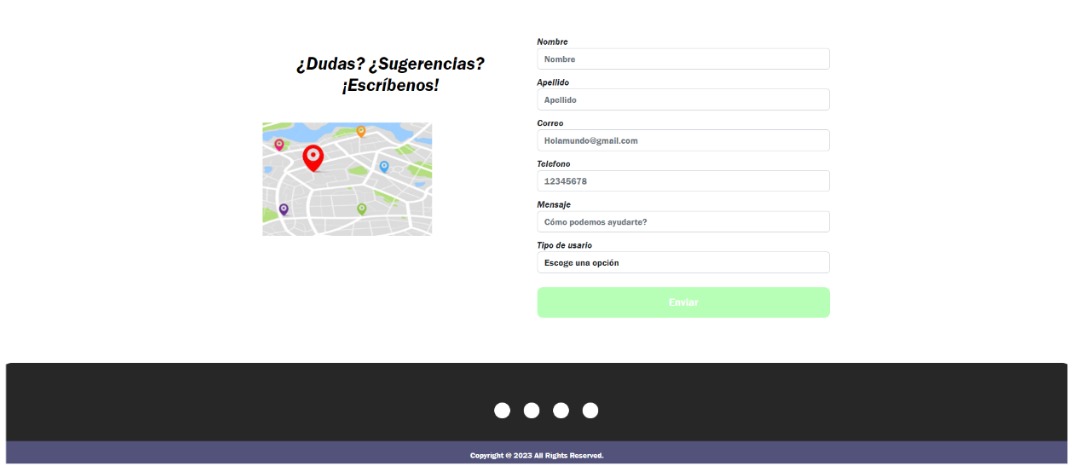 ¿Dudas? ¿Sugerencias?
¡Escríbenos!
Nombre
Nombre
Apellido
Apellido
Correo
Holamundo@gmail.com
Telefono
12345678
Mensaje
Cómo podemos ayudarte?
Tipo de usario
Escoge una opción
Enviar
Copyright © 2023 All Rights Reserved.